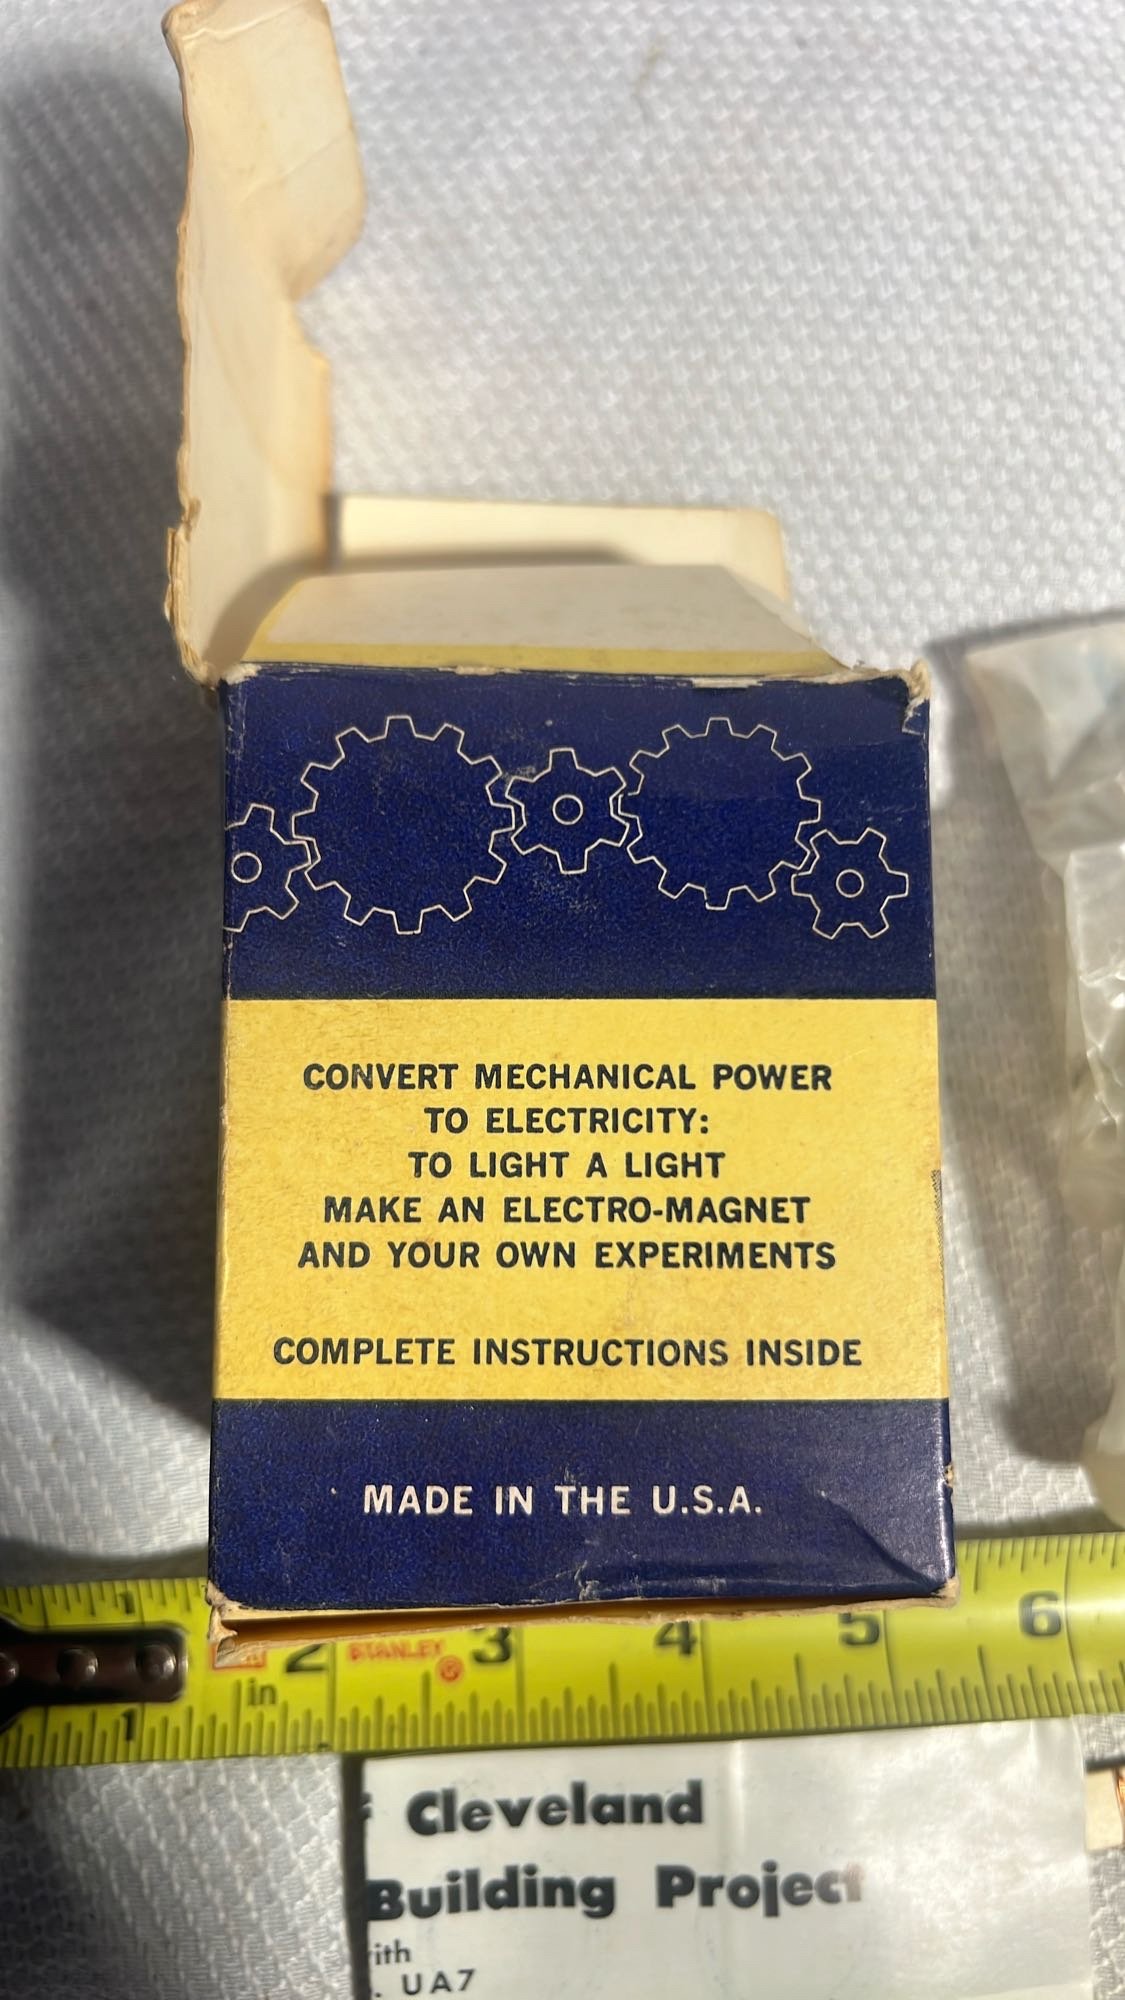 CONVERT MECHANICAL POWER
TO ELECTRICITY:
TO LIGHT A LIGHT
MAKE AN ELECTRO-MAGNET
AND YOUR OWN EXPERIMENTS
COMPLETE INSTRUCTIONS INSIDE
MADE IN THE U.S.A.
1 2 STANLEY ® 3 4 5 6
in
1
Cleveland
Building Project
UA7